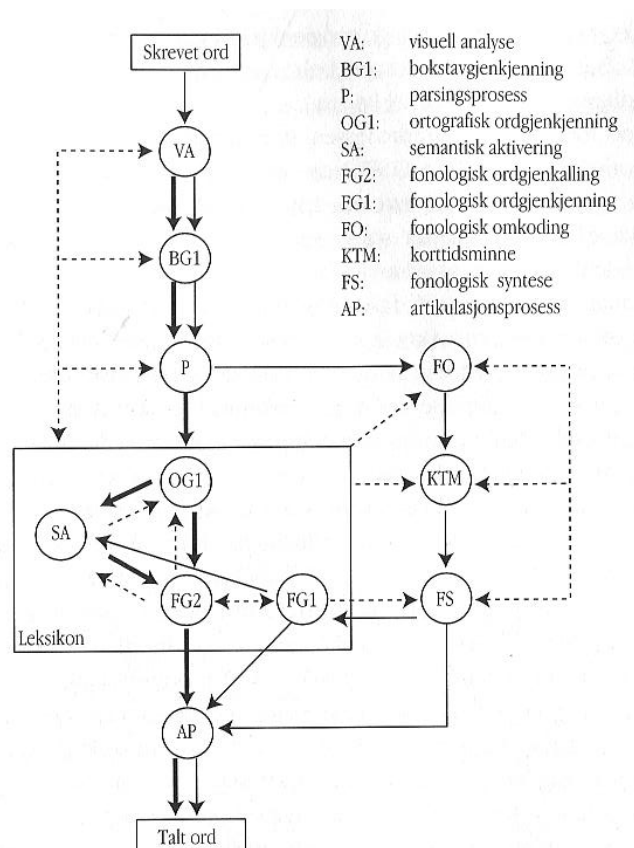 Skrevet ord
VA: visuell analyse
BG1: bokstavgjenkjenning
P: parsingsprosess
OG1: ortografisk ordgjenkjenning
SA: semantisk aktivering
FG2: fonologisk ordgjenkalling
FG1: fonologisk ordgjenkjenning
FO: fonologisk omkoding
KTM: korttidsminne
FS: fonologisk syntese
AP: artikulasjonsprosess
VA
BG1
P
FO
OG1
KTM
SA
FG2
FG1
FS
Leksikon
AP
Talt ord